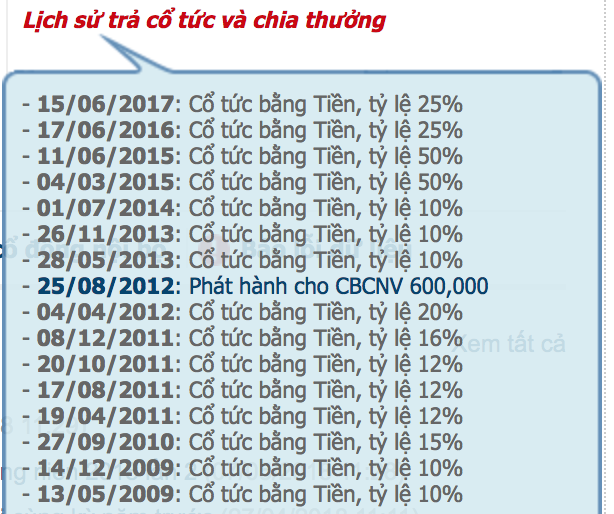 Lịch sử trả cổ tức và chia thưởng
- 15/06/2017: Cổ tức bằng Tiền, tỷ lệ 25%
- 17/06/2016: Cổ tức bằng Tiền, tỷ lệ 25%
- 11/06/2015: Cổ tức bằng Tiền, tỷ lệ 50%
- 04/03/2015: Cổ tức bằng Tiền, tỷ lệ 50%
- 01/07/2014: Cổ tức bằng Tiền, tỷ lệ 10%
- 26/11/2013: Cổ tức bằng Tiền, tỷ lệ 10%
- 28/05/2013: Cổ tức bằng Tiền, tỷ lệ 10%
- 25/08/2012: Phát hành cho CBCNV 600,000
- 04/04/2012: Cổ tức bằng Tiền, tỷ lệ 20%
- 08/12/2011: Cổ tức bằng Tiền, tỷ lệ 16%
Xem tất cả
- 20/10/2011: Cổ tức bằng Tiền, tỷ lệ 12%
- 17/08/2011: Cổ tức bằng Tiền, tỷ lệ 12%
- 19/04/2011: Cổ tức bằng Tiền, tỷ lệ 12%
- 27/09/2010: Cổ tức bằng Tiền, tỷ lệ 15%
- 14/12/2009: Cổ tức bằng Tiền, tỷ lệ 10%
- 13/05/2009: Cổ tức bằng Tiền, tỷ lệ 10%